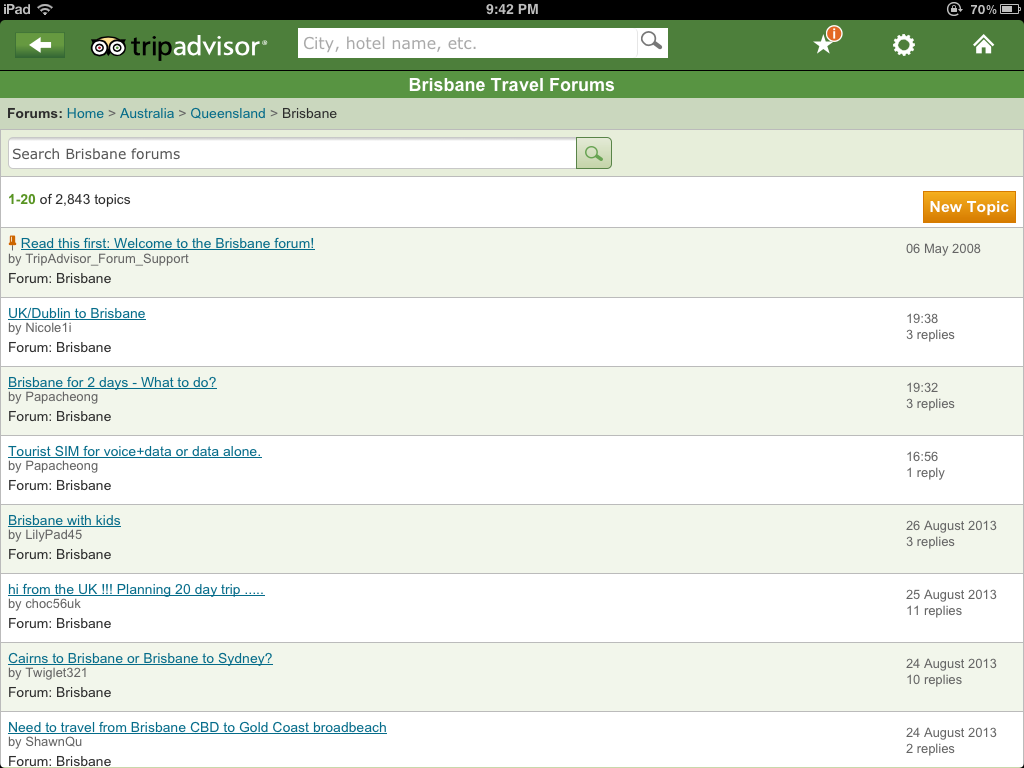 iPad 9:42 PM 70%
tripadvisor® City, hotel name, etc. i
Brisbane Travel Forums
Forums: Home > Australia > Queensland > Brisbane
Search Brisbane forums
1-20 of 2,843 topics
New Topic
Read this first: Welcome to the Brisbane forum!
by TripAdvisor_Forum_Support
06 May 2008
Forum: Brisbane
UK/Dublin to Brisbane
by Nicole1i
Forum: Brisbane
19:38
3 replies
Brisbane for 2 days - What to do?
by Papacheong
Forum: Brisbane
19:32
3 replies
Tourist SIM for voice+data or data alone.
by Papacheong
Forum: Brisbane
16:56
1 reply
Brisbane with kids
by LilyPad45
Forum: Brisbane
26 August 2013
3 replies
hi from the UK !!! Planning 20 day trip .....
by choc56uk
Forum: Brisbane
25 August 2013
11 replies
Cairns to Brisbane or Brisbane to Sydney?
by Twiglet321
Forum: Brisbane
24 August 2013
10 replies
Need to travel from Brisbane CBD to Gold Coast broadbeach
by ShawnQu
Forum: Brisbane
24 August 2013
2 replies